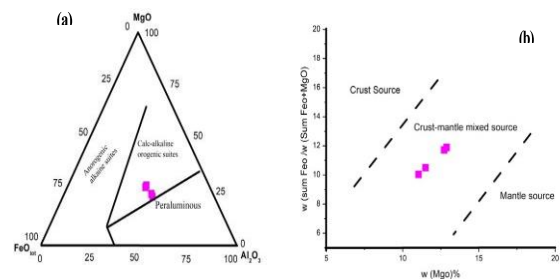 (a)
MgO
0
100
25
75
50
50
75
25
100
0
FeOtot
25
50
75
100
Al2O3
Anorogenic
alkaine suites
Calc-alkaline
orogenic suites
Peraluminous
(b)
w (sum Feo /w (Sum Feo+MgO)
20
18
16
14
12
10
8
6
5
10
15
20
w (Mgo)%
Crust Source
Crust-mantle mixed source
Mantle source